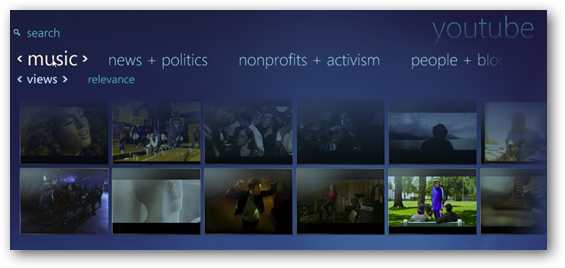 youtube
search
‹ music › news + politics nonprofits + activism people + blo
‹ views › relevance